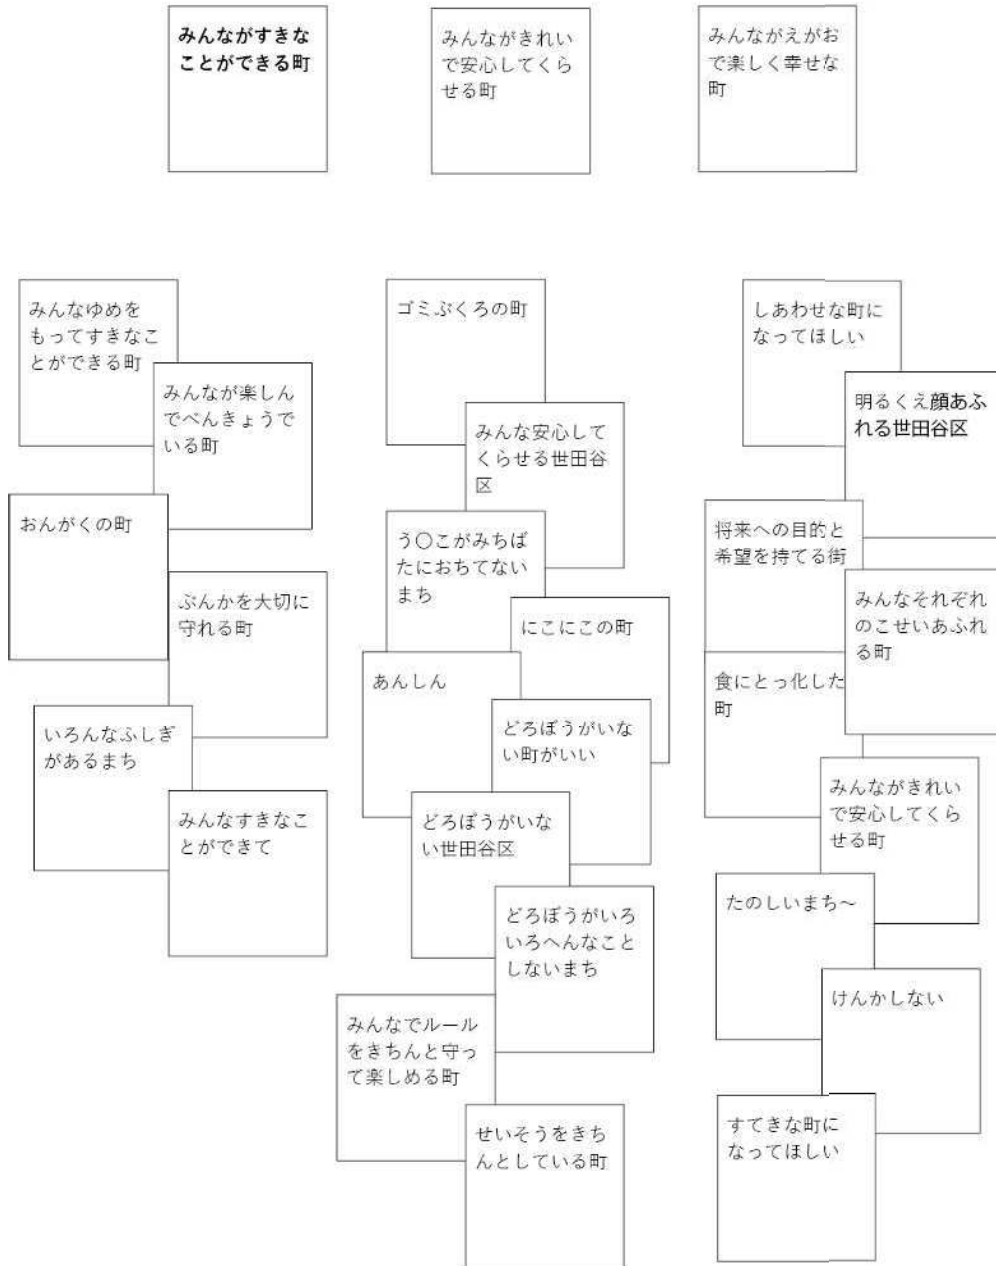 みんながすきな
ことができる町
みんながきれい
で安心してくら
せる町
みんながえがお
で楽しく幸せな
町
みんなゆめを
もってすきなこ
とができる町
みんなが楽しん
でべんきょうで
いる町
おんがくの町
ぶんかを大切に
守れる町
いろんなふしぎ
があるまち
みんなすきなこ
とができて
ゴミぶくろの町
みんな安心して
くらせる世田谷
区
う〇こがみちば
たにおちてない
まち
にこにこの町
あんしん
どろぼうがいな
い町がいい
どろぼうがいな
い世田谷区
どろぼうがいろ
いろへんなこと
しないまち
みんなでルール
をきちんと守っ
て楽しめる町
せいそうをきち
んとしている町
しあわせな町に
なってほしい
明るくえ顔あふ
れる世田谷区
将来への目的と
希望を持てる街
みんなそれぞれ
のこせいあふれ
る町
食にとっ化した
町
みんながきれい
で安心してくら
せる町
たのしいまち～
けんかしない
すてきな町に
なってほしい